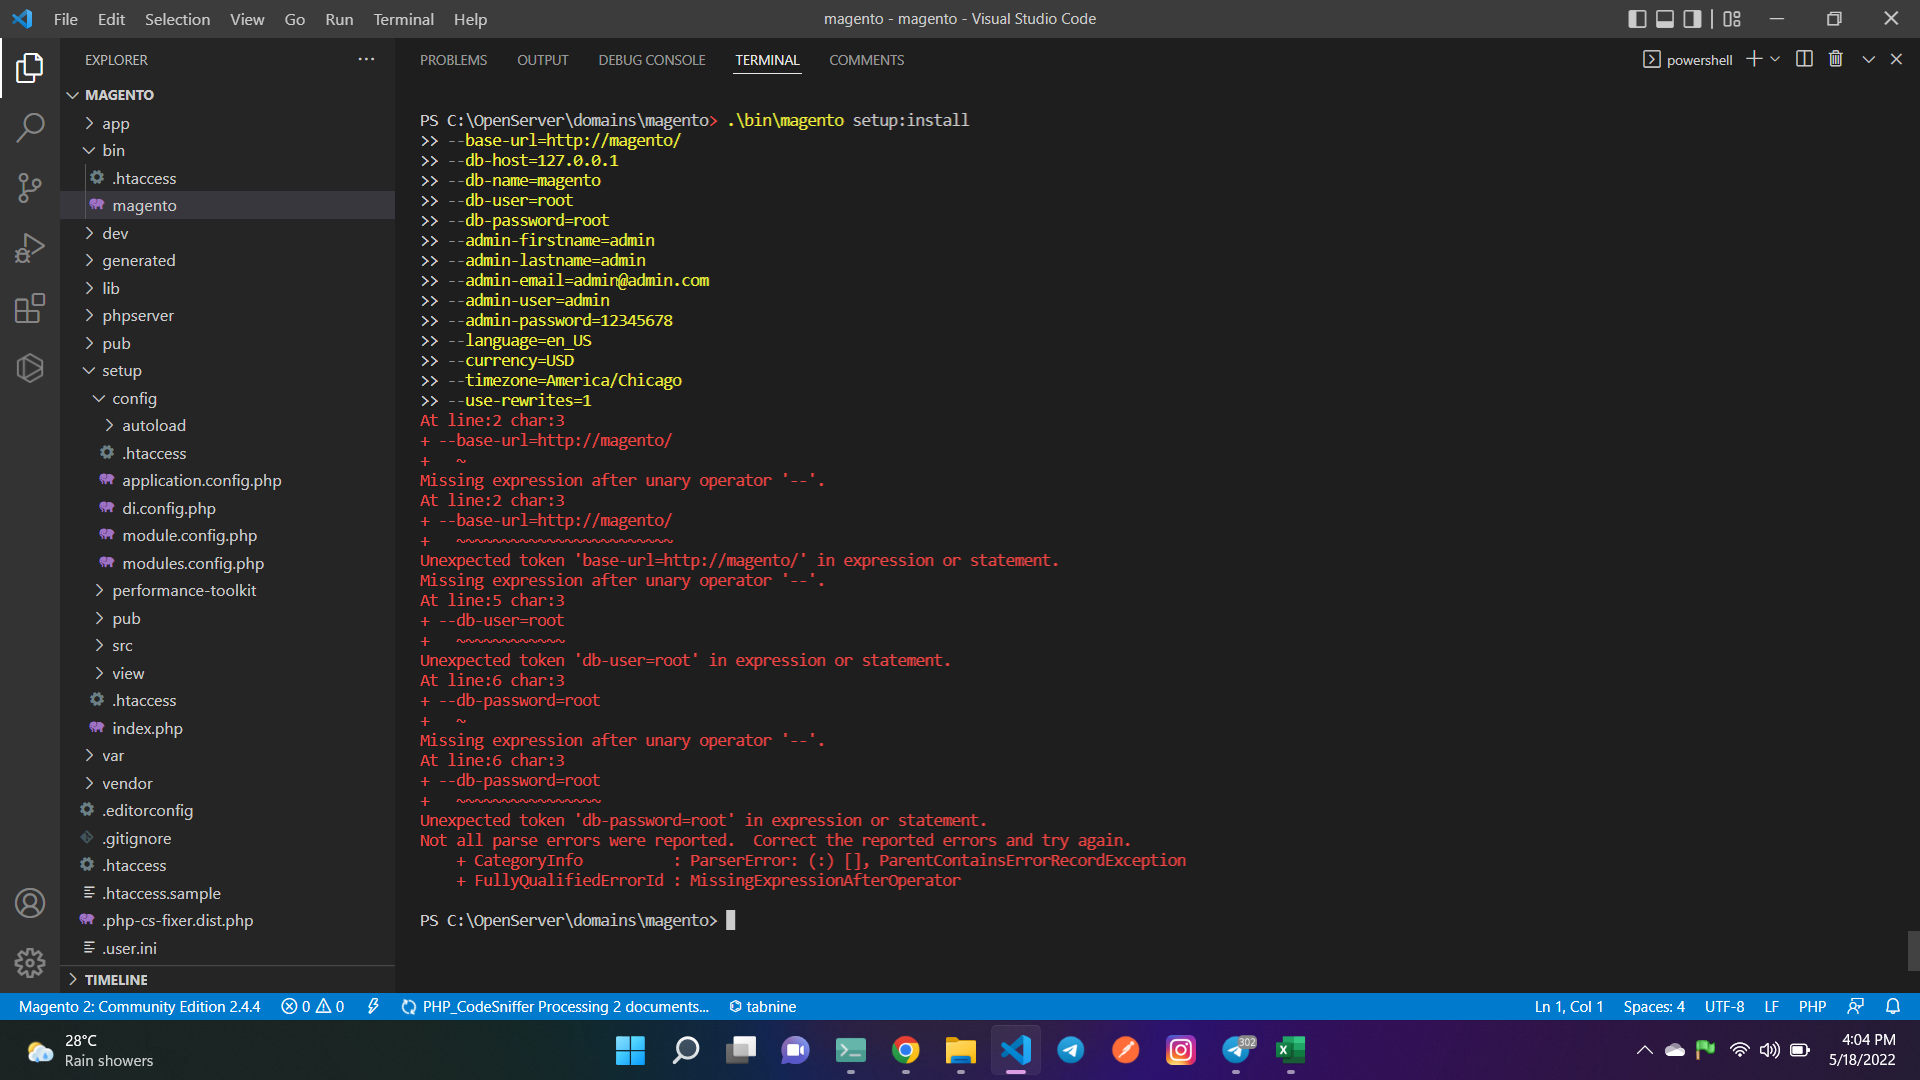 File Edit Selection View Go Run Terminal Help
magento - magento - Visual Studio Code
EXPLORER
MAGENTO
app
bin
.htaccess
magento
dev
generated
lib
phpserver
pub
setup
config
autoload
.htaccess
application.config.php
di.config.php
module.config.php
modules.config.php
performance-toolkit
pub
src
view
.htaccess
index.php
var
vendor
.editorconfig
.gitignore
.htaccess
.htaccess.sample
.php-cs-fixer.dist.php
.user.ini
TIMELINE
PROBLEMS OUTPUT DEBUG CONSOLE TERMINAL COMMENTS
powershell
PS C:\OpenServer\domains\magento> .\bin\magento setup:install
>> --base-url=http://magento/
>> --db-host=127.0.0.1
>> --db-name=magento
>> --db-user=root
>> --db-password=root
>> --admin-firstname=admin
>> --admin-lastname=admin
>> --admin-email=admin@admin.com
>> --admin-user=admin
>> --admin-password=12345678
>> --language=en_US
>> --currency=USD
>> --timezone=America/Chicago
>> --use-rewrites=1
At line:2 char:3
+ --base-url=http://magento/
+   ~
Missing expression after unary operator '--'.
At line:2 char:3
+ --base-url=http://magento/
+   ~~~~~~~~~~~~~~~~~~~~~~~~
Unexpected token 'base-url=http://magento/' in expression or statement.
Missing expression after unary operator '--'.
At line:5 char:3
+ --db-user=root
+   ~~~~~~~~~~~~
Unexpected token 'db-user=root' in expression or statement.
At line:6 char:3
+ --db-password=root
+   ~
Missing expression after unary operator '--'.
At line:6 char:3
+ --db-password=root
+   ~~~~~~~~~~~~~~~~
Unexpected token 'db-password=root' in expression or statement.
Not all parse errors were reported.  Correct the reported errors and try again.
    + CategoryInfo          : ParserError: (:) [], ParentContainsErrorRecordException
    + FullyQualifiedErrorId : MissingExpressionAfterOperator
PS C:\OpenServer\domains\magento>
Magento 2: Community Edition 2.4.4 0 0 PHP_CodeSniffer Processing 2 documents... tabnine
Ln 1, Col 1 Spaces: 4 UTF-8 LF PHP
28°C
Rain showers
302
4:04 PM
5/18/2022